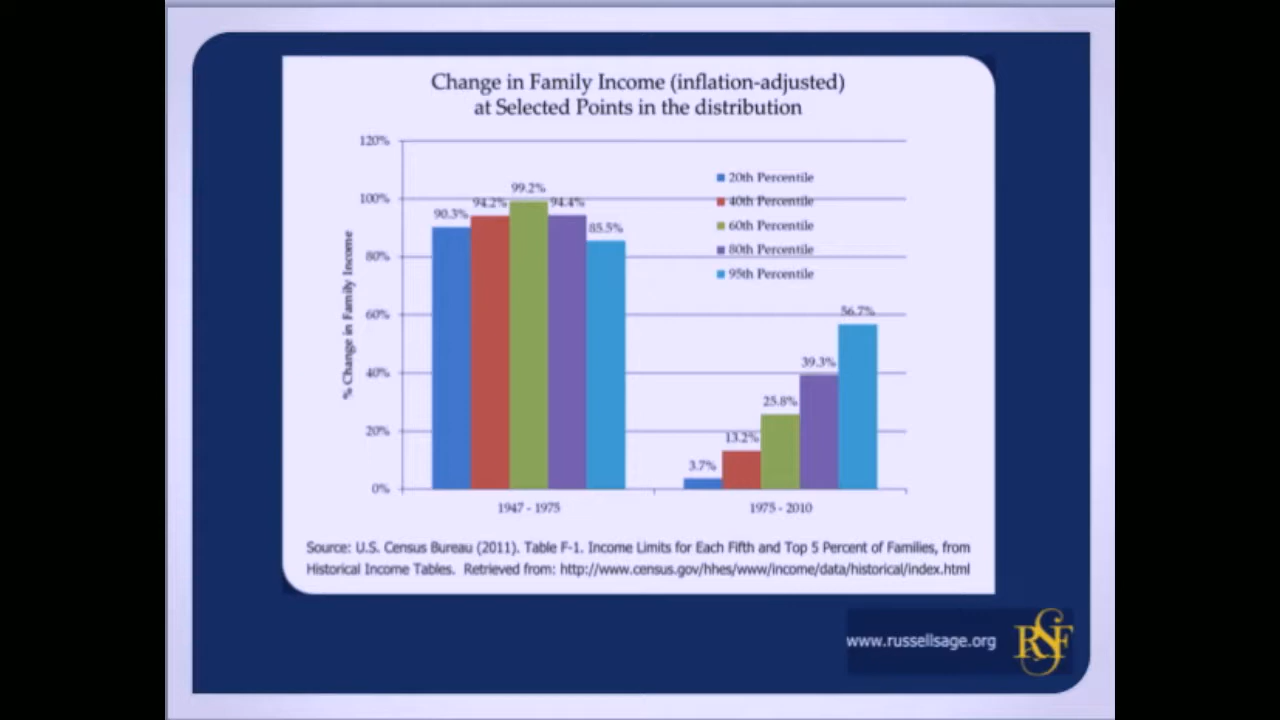 Change in Family Income (inflation-adjusted)
at Selected Points in the distribution
120%
100%
80%
60%
40%
20%
0%
% Change in Family Income
90.3%
94.2%
99.2%
94.4%
85.5%
3.7%
13.2%
25.8%
39.3%
56.7%
20th Percentile
40th Percentile
60th Percentile
80th Percentile
95th Percentile
1947 - 1975
1975 - 2010
Source: U.S. Census Bureau (2011). Table F-1. Income Limits for Each Fifth and Top 5 Percent of Families, from
Historical Income Tables. Retrieved from: http://www.census.gov/hhes/www/income/data/historical/index.html
www.russellsage.org
RSF